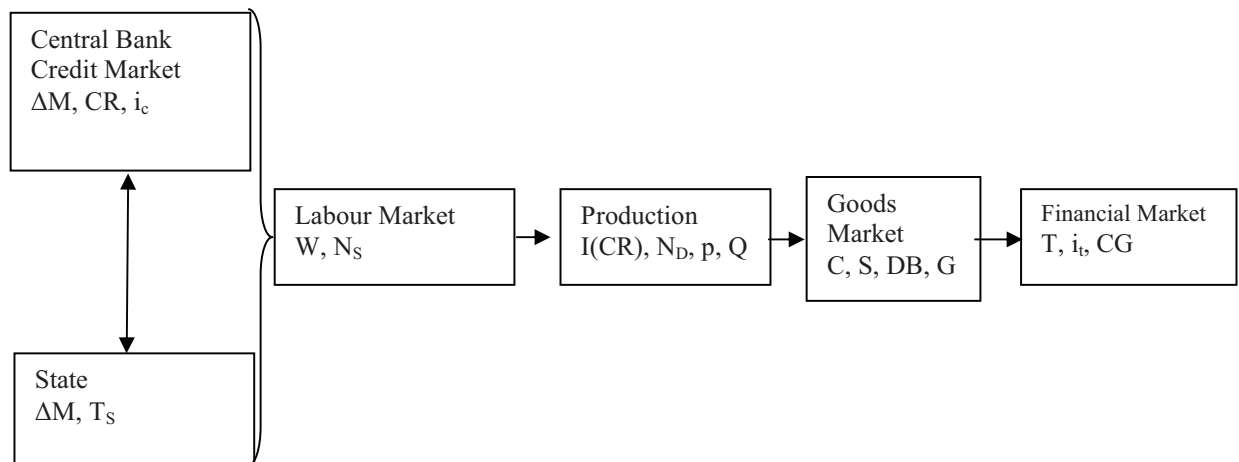 Central Bank
Credit Market
ΔM, CR, i_c
State
ΔM, T_S
Labour Market
W, N_S
Production
I(CR), N_D, p, Q
Goods
Market
C, S, DB, G
Financial Market
T, i_t, CG